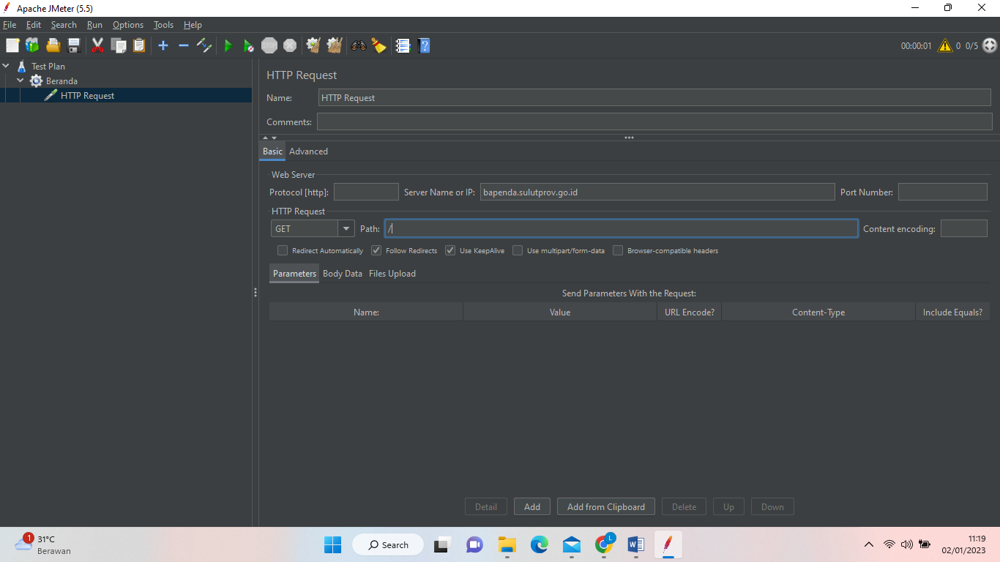 Apache JMeter (5.5)
File Edit Search Run Options Tools Help
STOP
00:00:01 0 0/5
Test Plan
Beranda
HTTP Request
HTTP Request
Name: HTTP Request
Comments:
Basic Advanced
Web Server
Protocol [http]: Server Name or IP: bapenda.sulutprov.go.id Port Number:
HTTP Request
GET Path: / Content encoding:
Redirect Automatically Follow Redirects Use KeepAlive Use multipart/form-data Browser-compatible headers
Parameters Body Data Files Upload
Send Parameters With the Request:
Name: Value URL Encode? Content-Type Include Equals?
Detail Add Add from Clipboard Delete Up Down
1 31°C
Berawan
Search
L
W
11:19
02/01/2023